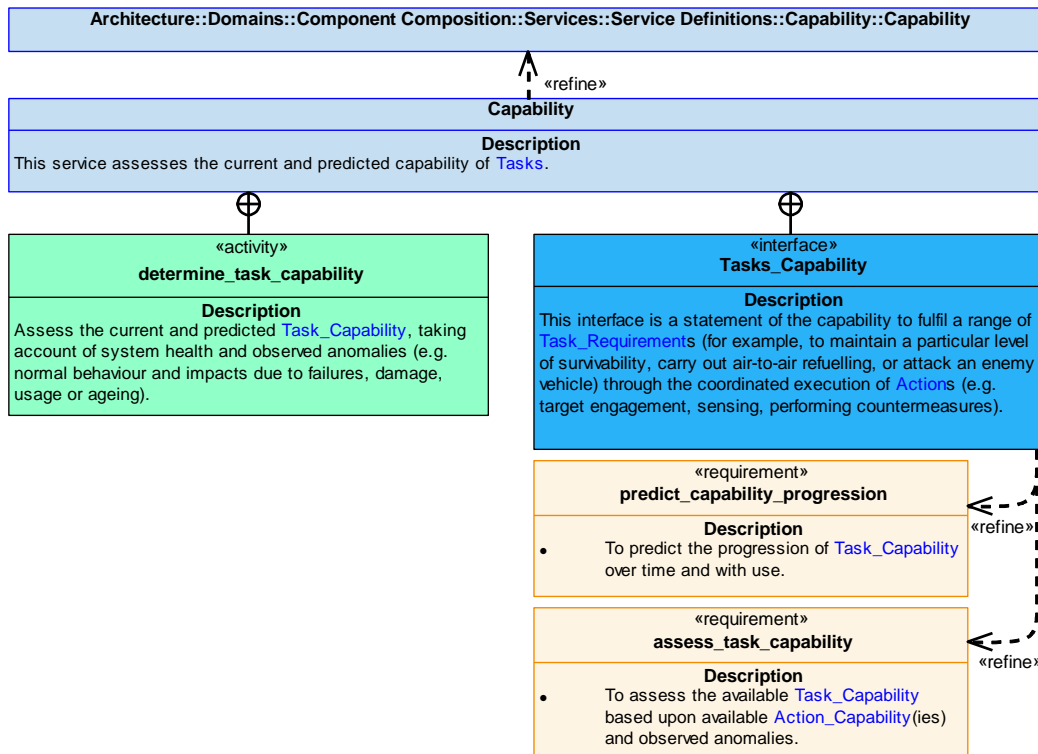 Architecture::Domains::Component Composition::Services::Service Definitions::Capability::Capability
«refine»
Capability
Description
This service assesses the current and predicted capability of Tasks.
«activity»
determine_task_capability
Description
Assess the current and predicted Task_Capability, taking
account of system health and observed anomalies (e.g.
normal behaviour and impacts due to failures, damage,
usage or ageing).
«interface»
Tasks_Capability
Description
This interface is a statement of the capability to fulfil a range of
Task_Requirements (for example, to maintain a particular level
of survivability, carry out air-to-air refuelling, or attack an enemy
vehicle) through the coordinated execution of Actions (e.g.
target engagement, sensing, performing countermeasures).
«requirement»
predict_capability_progression
Description
• To predict the progression of Task_Capability
over time and with use.
«refine»
«requirement»
assess_task_capability
Description
• To assess the available Task_Capability
based upon available Action_Capability(ies)
and observed anomalies.
«refine»